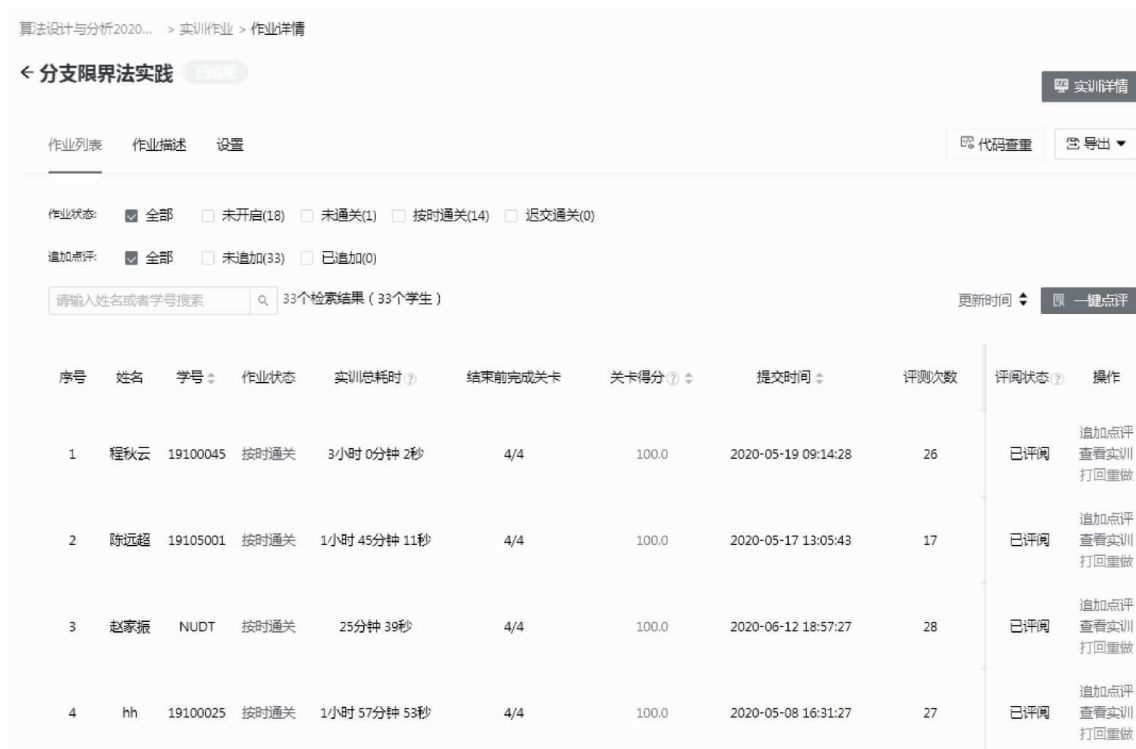 算法设计与分析2020... > 实训作业 > 作业详情
分支限界法实践
实训详情
作业列表 作业描述 设置 代码查重 导出
作业状态: 全部 未开启(18) 未通关(1) 按时通关(14) 迟交通关(0)
追加点评: 全部 未追加(33) 已追加(0)
请输入姓名或者学号搜索 33个检索结果(33个学生) 更新时间 一键点评
序号 姓名 学号 作业状态 实训总耗时 结束前完成关卡 关卡得分 提交时间 评测次数 评阅状态 操作
追加点评
1 程秋云 19100045 按时通关 3小时 0分钟 2秒 4/4 100.0 2020-05-19 09:14:28 26 已评阅 查看实训
打回重做
追加点评
2 陈远超 19105001 按时通关 1小时 45分钟 11秒 4/4 100.0 2020-05-17 13:05:43 17 已评阅 查看实训
打回重做
追加点评
3 赵家振 NUDT 按时通关 25分钟 39秒 4/4 100.0 2020-06-12 18:57:27 28 已评阅 查看实训
打回重做
追加点评
4 hh 19100025 按时通关 1小时 57分钟 53秒 4/4 100.0 2020-05-08 16:31:27 27 已评阅 查看实训
打回重做